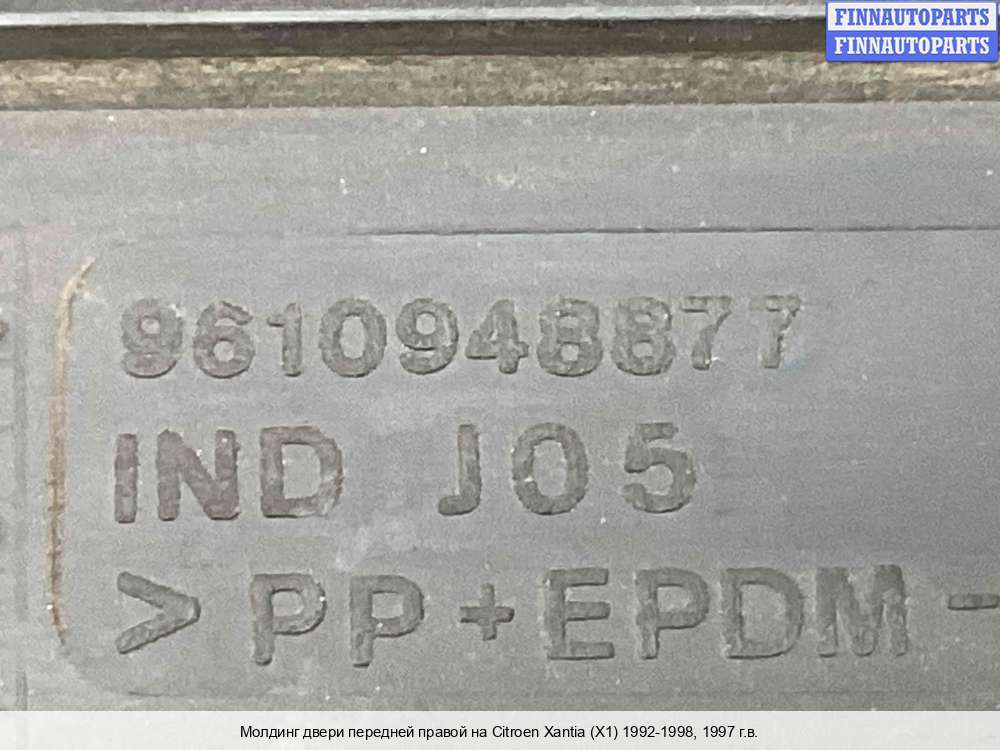 FINNAUTOPARTS
FINNAUTOPARTS
9610948877
IND J05
>PP+EPDM-
Молдинг двери передней правой на Citroen Xantia (X1) 1992-1998, 1997 г.в.